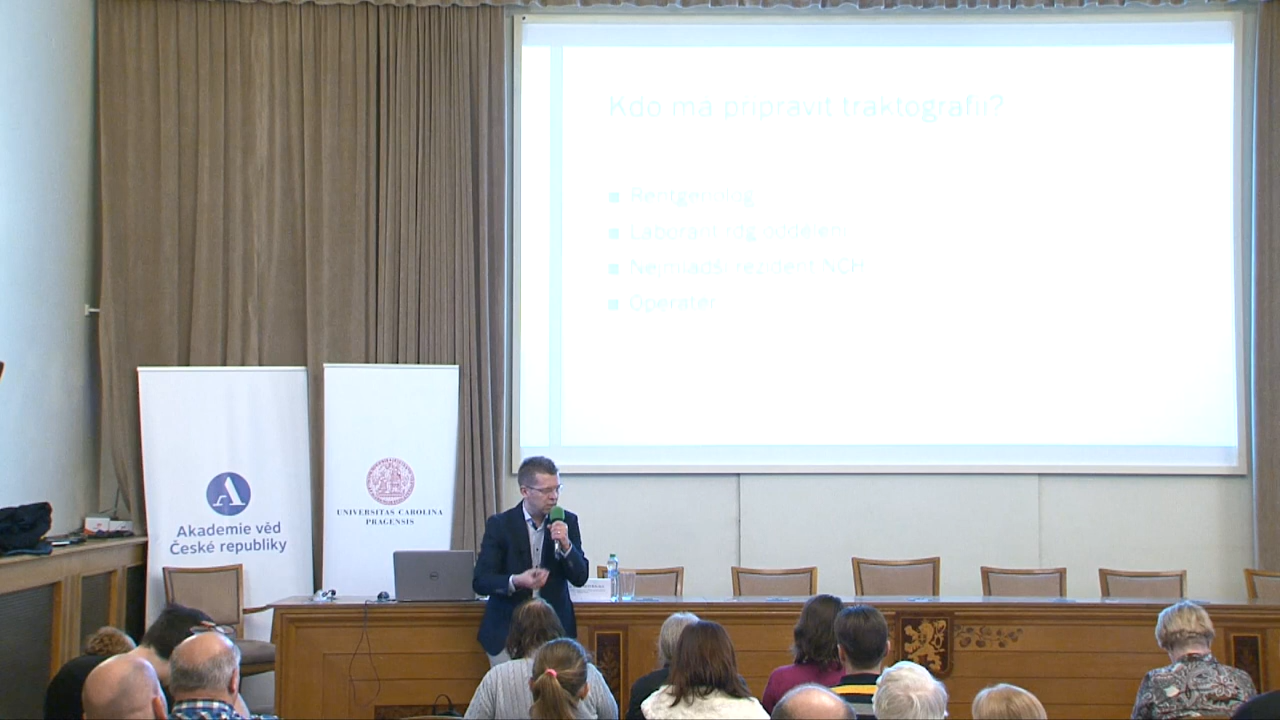 Kdo má připravit traktografii?
Rentgenolog
Laborant rdg oddělení
Nejmladší rezident NCH
Operatér
Akademie věd
České republiky
UNIVERSITAS CAROLINA
PRAGENSIS
DELL